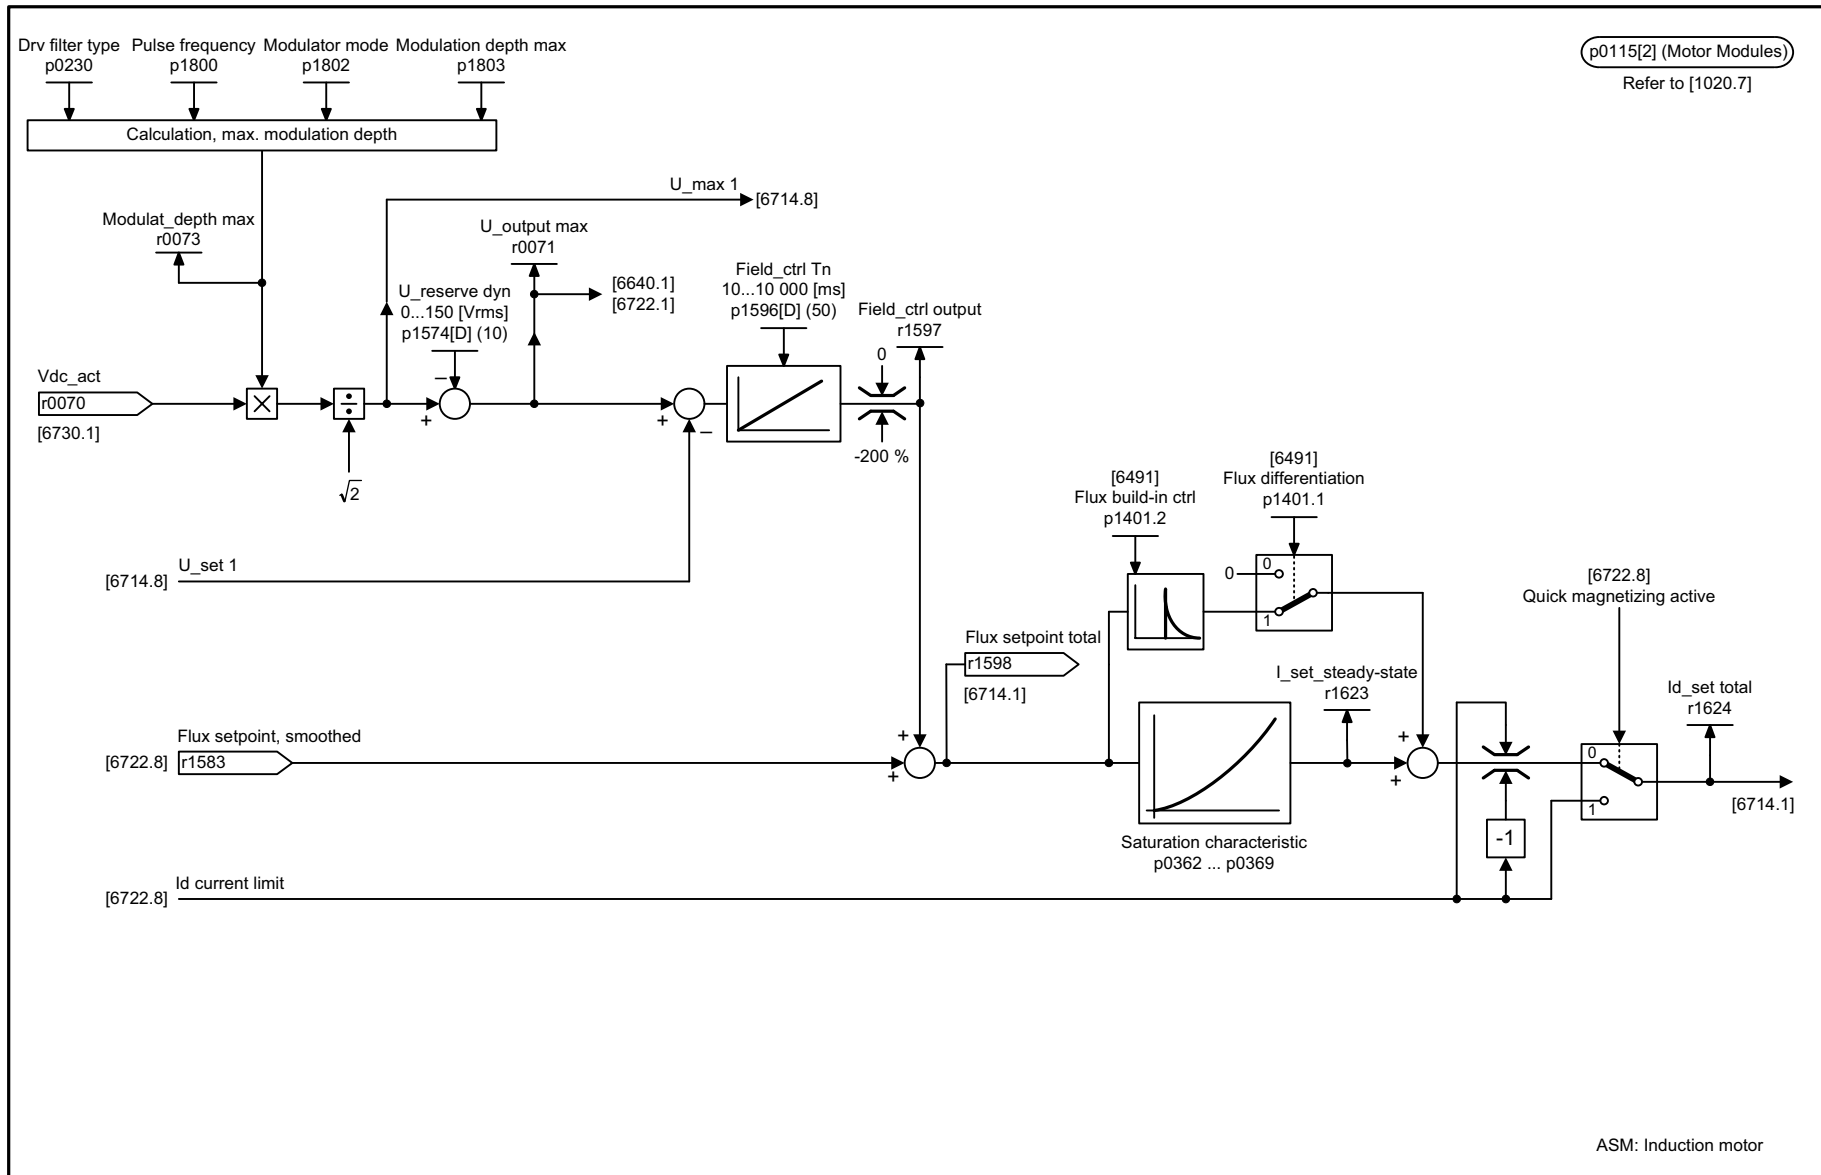 Drv filter type
p0230
Pulse frequency
p1800
Modulator mode
p1802
Modulation depth max
p1803
p0115[2] (Motor Modules)
Refer to [1020.7]
Calculation, max. modulation depth
U_max 1
[6714.8]
Modulat_depth max
r0073
U_output max
r0071
[6640.1]
[6722.1]
U_reserve dyn
0...150 [Vrms]
p1574[D] (10)
Field_ctrl Tn
10...10 000 [ms]
p1596[D] (50)
Field_ctrl output
r1597
0
-200 %
Vdc_act
r0070
[6730.1]
×
÷
√2
+
–
+
–
[6714.8]
U_set 1
[6491]
Flux build-in ctrl
p1401.2
[6491]
Flux differentiation
p1401.1
0
0
1
[6722.8]
Quick magnetizing active
Flux setpoint total
r1598
[6714.1]
I_set_steady-state
r1623
Id_set total
r1624
Flux setpoint, smoothed
[6722.8]
r1583
+
+
+
+
0
1
[6714.1]
-1
Saturation characteristic
p0362 ... p0369
Id current limit
[6722.8]
ASM: Induction motor